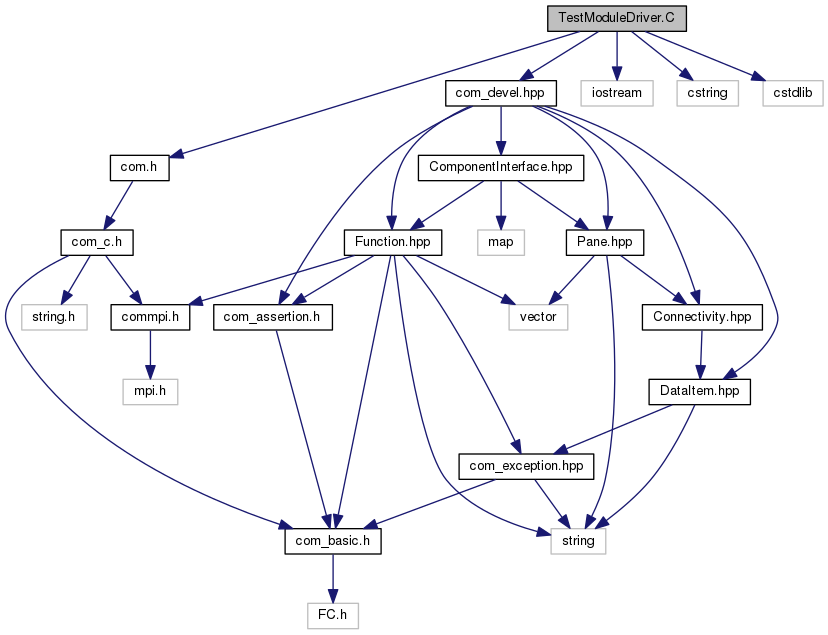 TestModuleDriver.C
com_devel.hpp
iostream
cstring
cstdlib
com.h
ComponentInterface.hpp
com_c.h
Function.hpp
map
Pane.hpp
string.h
commpi.h
com_assertion.h
vector
Connectivity.hpp
mpi.h
DataItem.hpp
com_exception.hpp
com_basic.h
string
FC.h